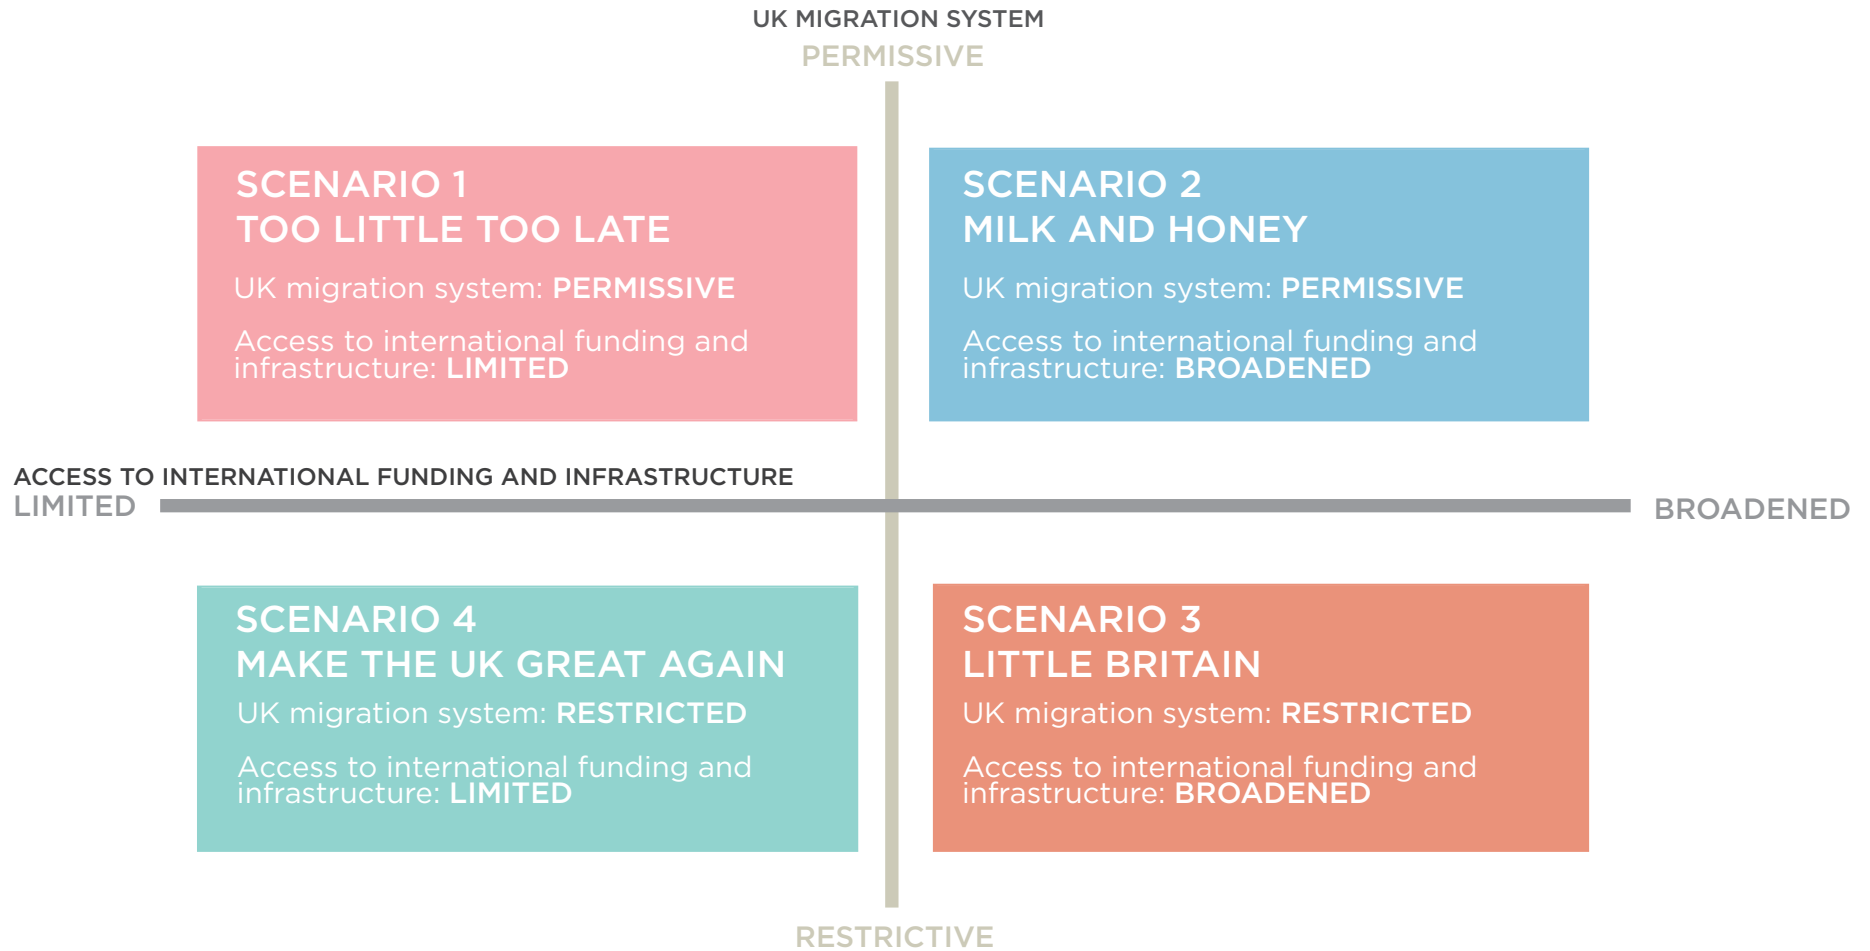 UK MIGRATION SYSTEM
PERMISSIVE
SCENARIO 1
TOO LITTLE TOO LATE
UK migration system: PERMISSIVE
Access to international funding and
infrastructure: LIMITED
SCENARIO 2
MILK AND HONEY
UK migration system: PERMISSIVE
Access to international funding and
infrastructure: BROADENED
ACCESS TO INTERNATIONAL FUNDING AND INFRASTRUCTURE
LIMITED
BROADENED
SCENARIO 4
MAKE THE UK GREAT AGAIN
UK migration system: RESTRICTED
Access to international funding and
infrastructure: LIMITED
SCENARIO 3
LITTLE BRITAIN
UK migration system: RESTRICTED
Access to international funding and
infrastructure: BROADENED
RESTRICTIVE